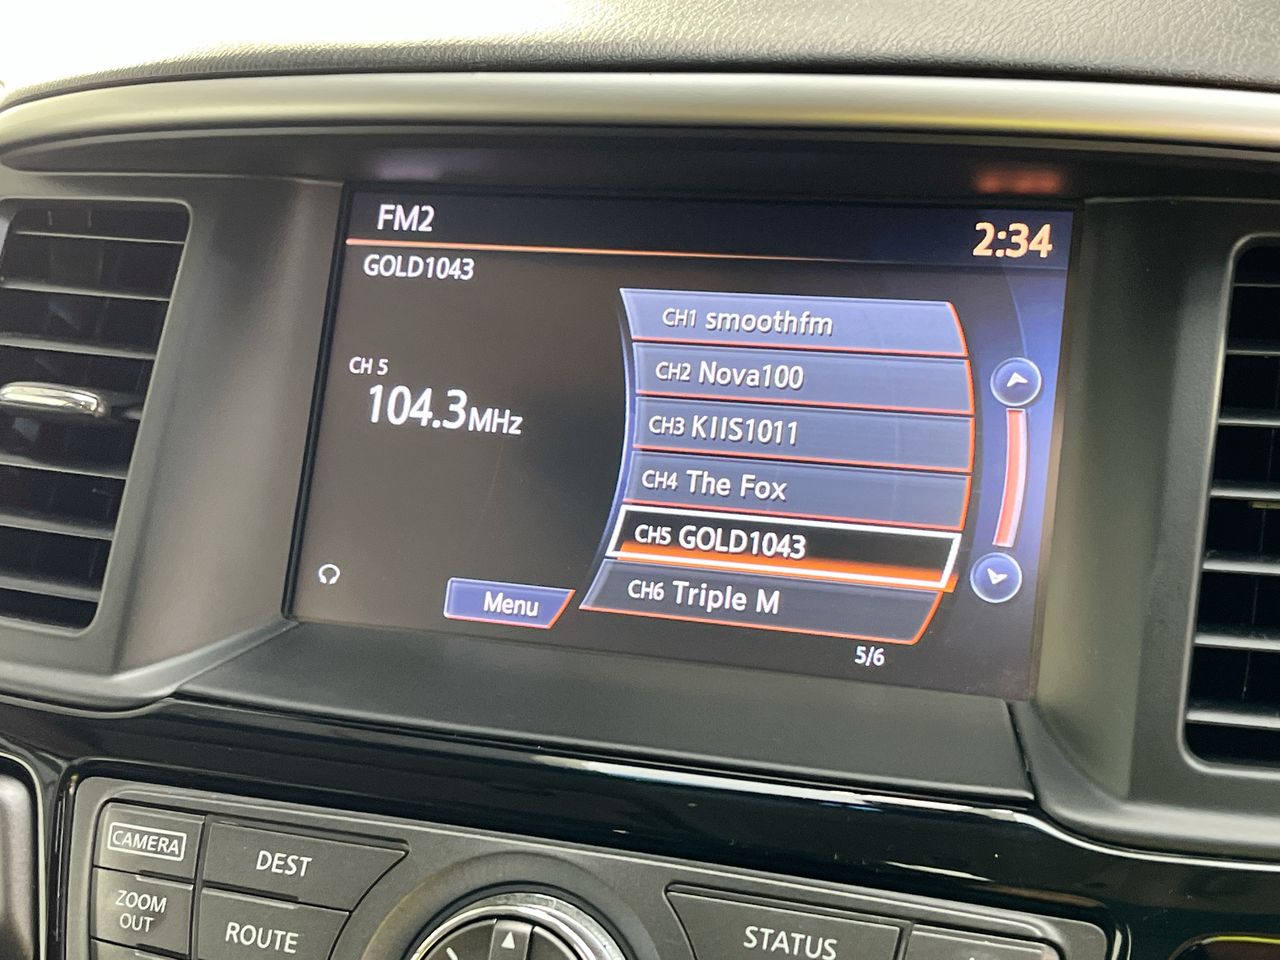 FM2
2:34
GOLD1043
CH 5
104.3MHz
CH1 smoothfm
CH2 Nova100
CH3 KIIS1011
CH4 The Fox
CH5 GOLD1043
CH6 Triple M
Menu
5/6
CAMERA
DEST
ZOOM
OUT
ROUTE
STATUS